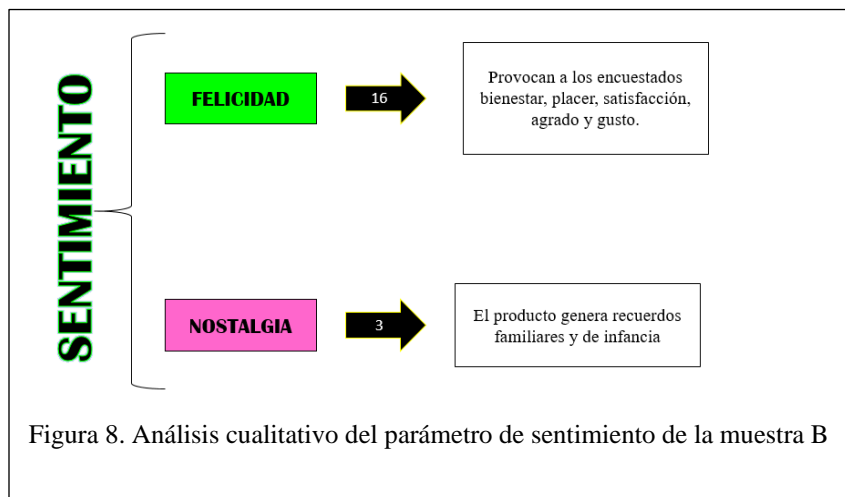 SENTIMIENTO
FELICIDAD
16
Provocan a los encuestados
bienestar, placer, satisfacción,
agrado y gusto.
NOSTALGIA
3
El producto genera recuerdos
familiares y de infancia
Figura 8. Análisis cualitativo del parámetro de sentimiento de la muestra B